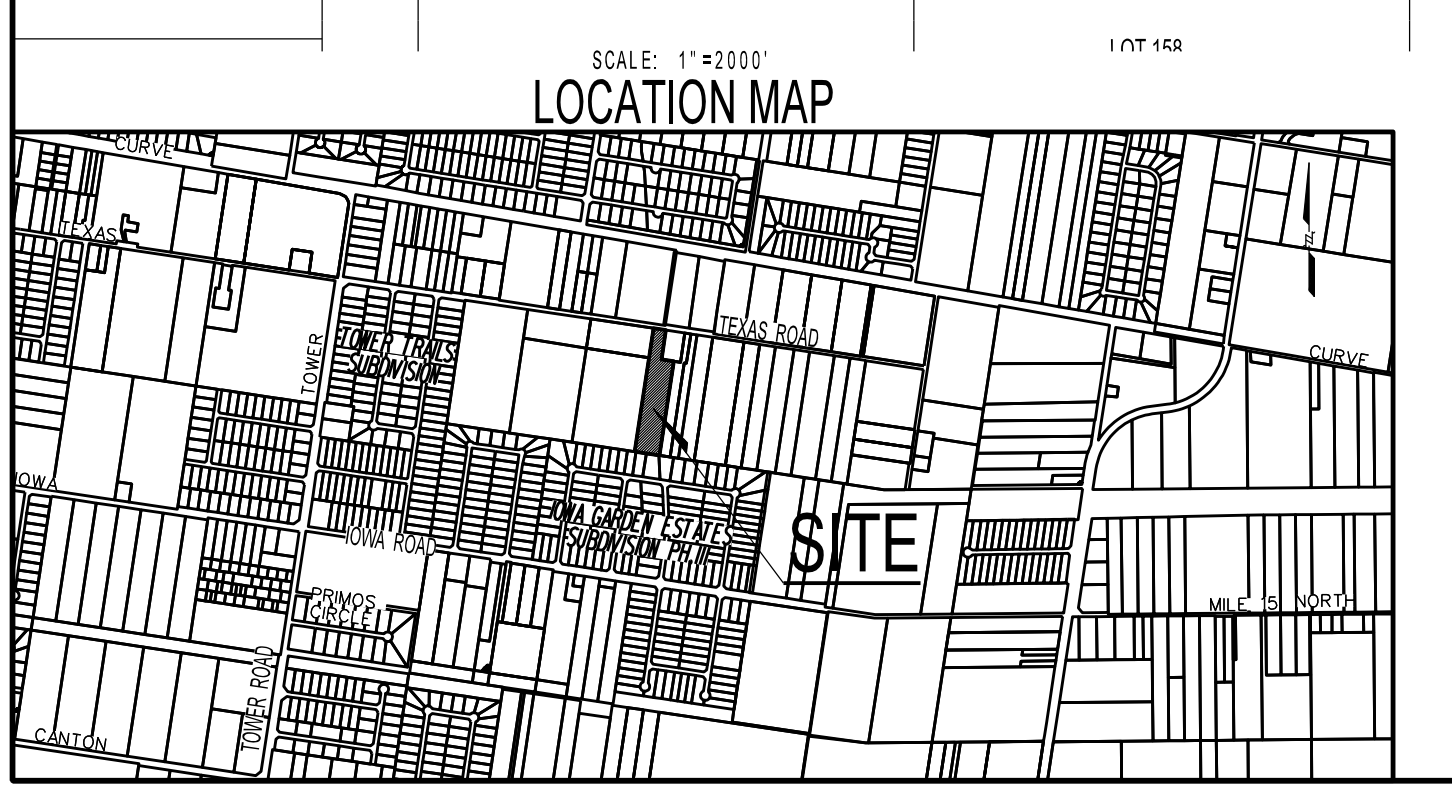 LOT 158
SCALE: 1"=2000'
LOCATION MAP
CURVE
TEXAS
TEXAS ROAD
TOWER
TOWER TRAILS
SUBDIVISION
CURVE
IOWA
IOWA GARDEN ESTATES
SUBDIVISION PH.III
SITE
IOWA ROAD
PRIMOS
CIRCLE
MILE 15 NORTH
TOWER ROAD
CANTON